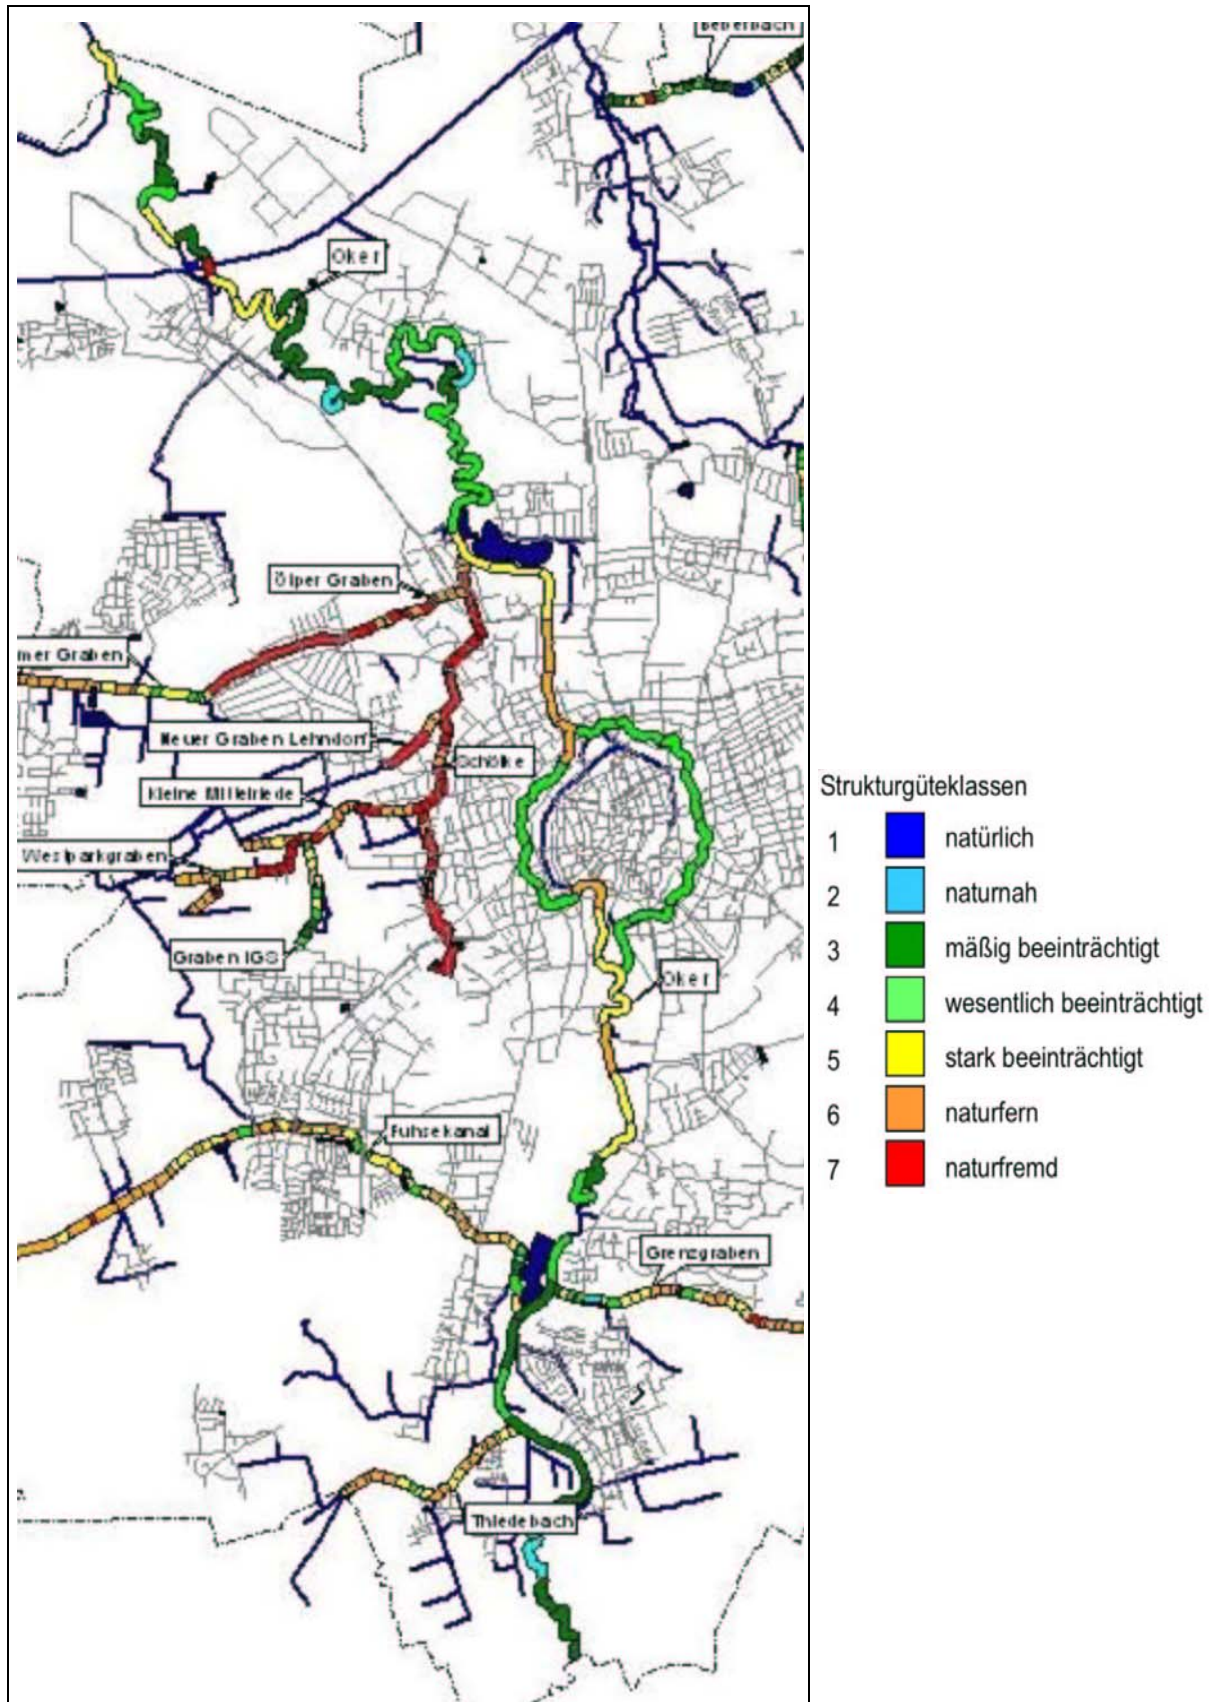 Beberbach
Oker
Ölper Graben
mer Graben
Neuer Graben Lehndorf
Schölke
Kleine Mittelriede
Westparkgraben
Graben IGS
Oker
Fuhsekanal
Grenzgraben
Thiedebach
Strukturgüteklassen
1 natürlich
2 naturnah
3 mäßig beeinträchtigt
4 wesentlich beeinträchtigt
5 stark beeinträchtigt
6 naturfern
7 naturfremd